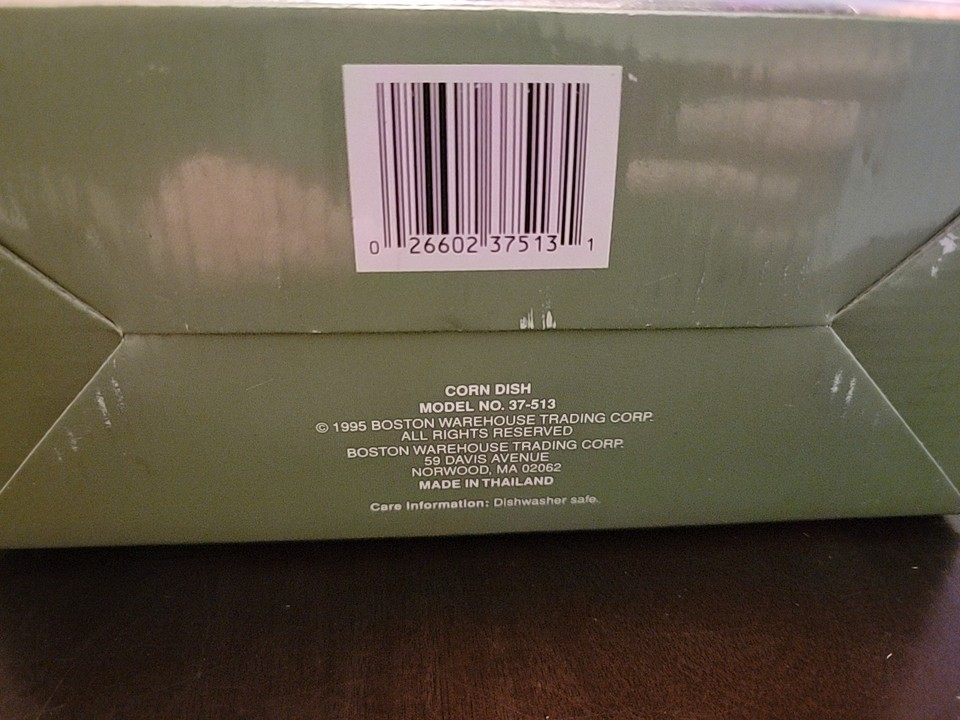 0 26602 37513 1
CORN DISH
MODEL NO. 37-513
© 1995 BOSTON WAREHOUSE TRADING CORP.
ALL RIGHTS RESERVED
BOSTON WAREHOUSE TRADING CORP.
59 DAVIS AVENUE
NORWOOD, MA 02062
MADE IN THAILAND
Care Information: Dishwasher safe.